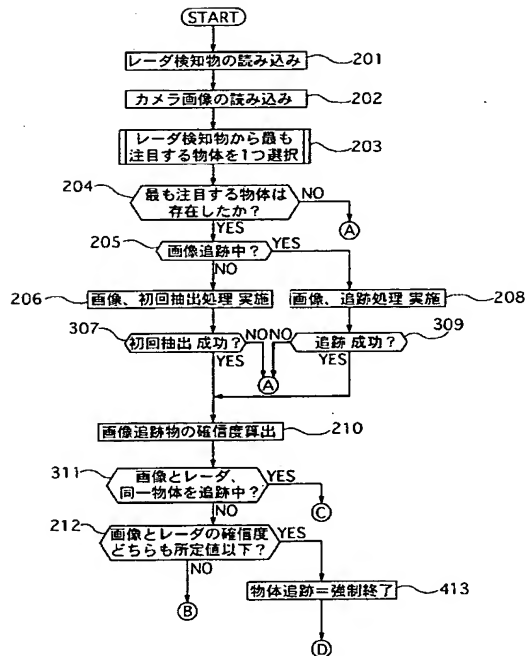 START
レーダ検知物の読み込み
201
カメラ画像の読み込み
202
レーダ検知物から最も
注目する物体を1つ選択
203
204
最も注目する物体は
存在したか?
NO
A
YES
205
画像追跡中?
YES
NO
206
画像、初回抽出処理 実施
画像、追跡処理 実施
208
307
初回抽出 成功?
NO
NO
追跡 成功?
309
YES
A
YES
画像追跡物の確信度算出
210
311
画像とレーダ、
同一物体を追跡中?
YES
C
NO
212
画像とレーダの確信度
どちらも所定値以下?
YES
NO
B
物体追跡=強制終了
413
D